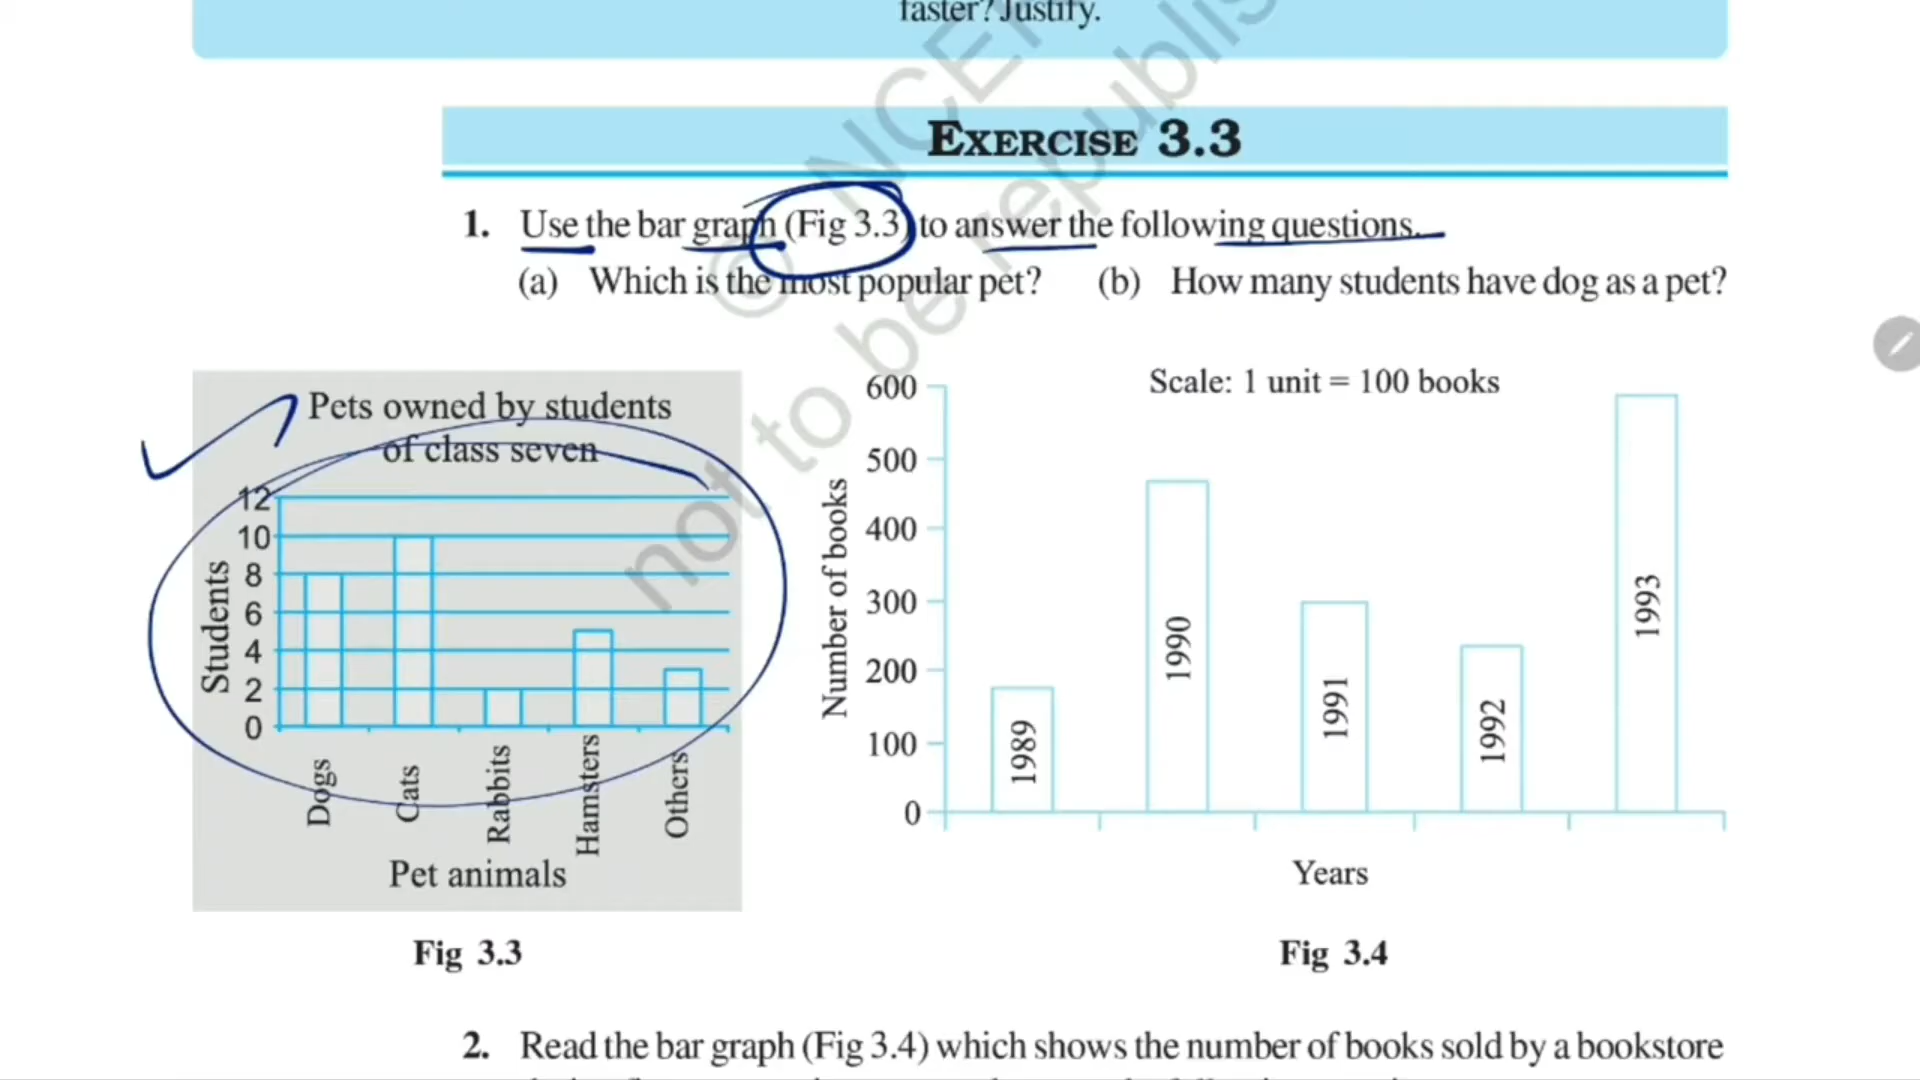 faster? Justify.
EXERCISE 3.3
1. Use the bar graph (Fig 3.3) to answer the following questions.
(a) Which is the most popular pet? (b) How many students have dog as a pet?
Pets owned by students
of class seven
12
10
8
6
4
2
0
Students
Dogs
Cats
Rabbits
Hamsters
Others
Pet animals
Fig 3.3
Scale: 1 unit = 100 books
600
500
400
300
200
100
0
Number of books
1989
1990
1991
1992
1993
Years
Fig 3.4
2. Read the bar graph (Fig 3.4) which shows the number of books sold by a bookstore
not to be republis